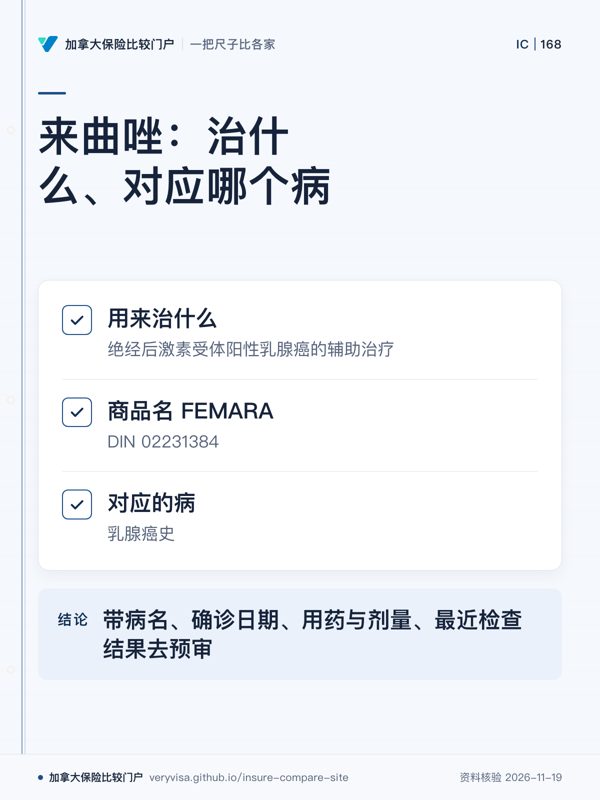 加拿大保险比较门户 | 一把尺子比各家
IC | 168
来曲唑：治什
么、对应哪个病
用来治什么
绝经后激素受体阳性乳腺癌的辅助治疗
商品名 FEMARA
DIN 02231384
对应的病
乳腺癌史
结论
带病名、确诊日期、用药与剂量、最近检查
结果去预审
加拿大保险比较门户 veryvisa.github.io/insure-compare-site
资料核验 2026-11-19